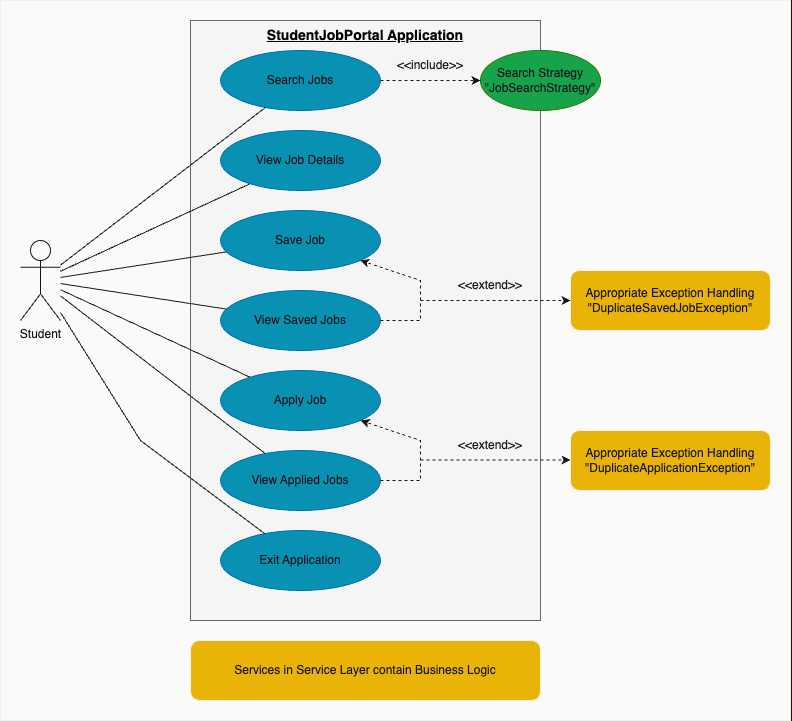 StudentJobPortal Application
Search Jobs
<<include>>
Search Strategy
"JobSearchStrategy"
View Job Details
Save Job
<<extend>>
Appropriate Exception Handling
"DuplicateSavedJobException"
View Saved Jobs
Student
Apply Job
<<extend>>
Appropriate Exception Handling
"DuplicateApplicationException"
View Applied Jobs
Exit Application
Services in Service Layer contain Business Logic